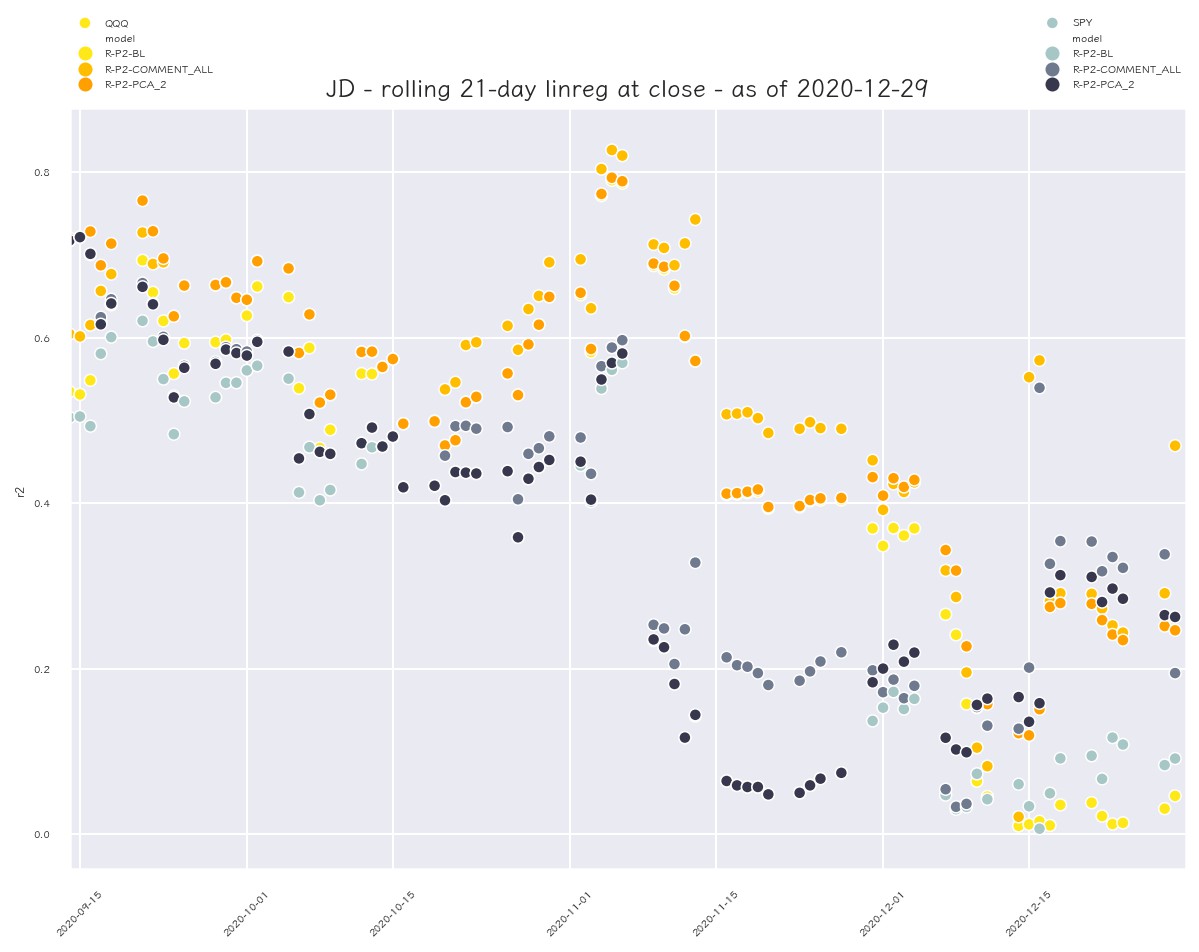 QQQ
model
R-P2-BL
R-P2-COMMENT_ALL
R-P2-PCA_2
SPY
model
R-P2-BL
R-P2-COMMENT_ALL
R-P2-PCA_2
JD - rolling 21-day linreg at close - as of 2020-12-29
r2
0.8
0.6
0.4
0.2
0.0
2020-09-15
2020-10-01
2020-10-15
2020-11-01
2020-11-15
2020-12-01
2020-12-15